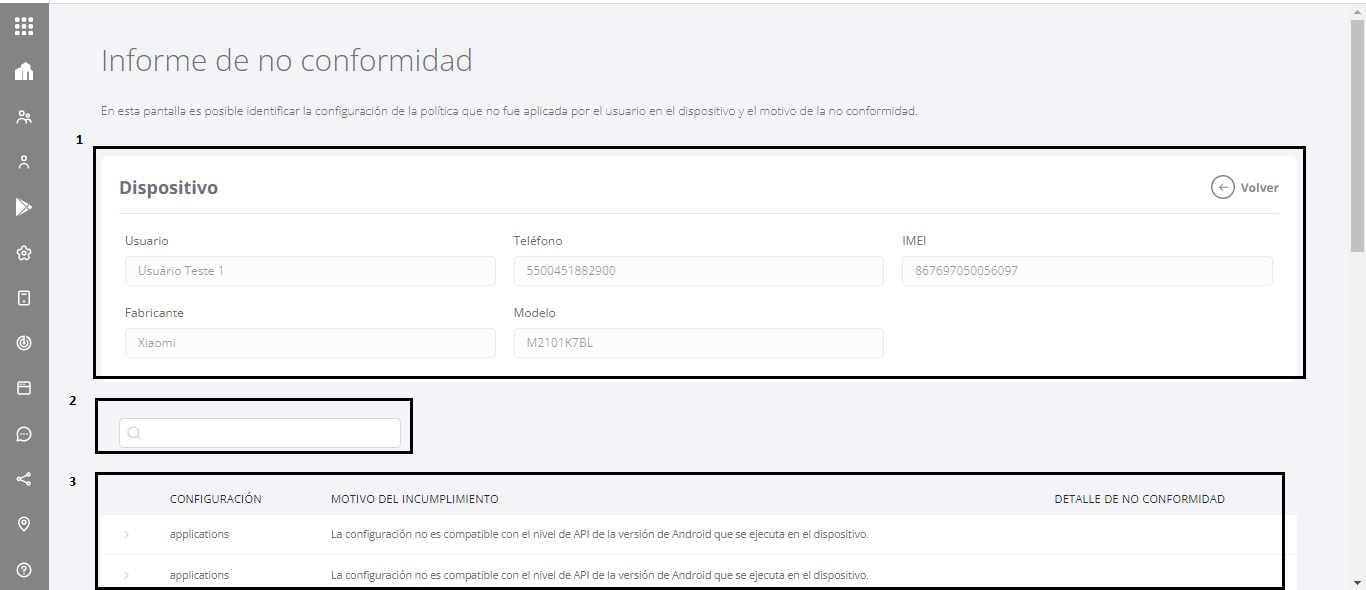 Informe de no conformidad
En esta pantalla es posible identificar la configuración de la política que no fue aplicada por el usuario en el dispositivo y el motivo de la no conformidad.
1
Dispositivo
Volver
Usuario Teléfono IMEI
Usuário Teste 1 5500451882900 867697050056097
Fabricante Modelo
Xiaomi M2101K7BL
2
3
CONFIGURACIÓN MOTIVO DEL INCUMPLIMIENTO DETALLE DE NO CONFORMIDAD
applications La configuración no es compatible con el nivel de API de la versión de Android que se ejecuta en el dispositivo.
applications La configuración no es compatible con el nivel de API de la versión de Android que se ejecuta en el dispositivo.